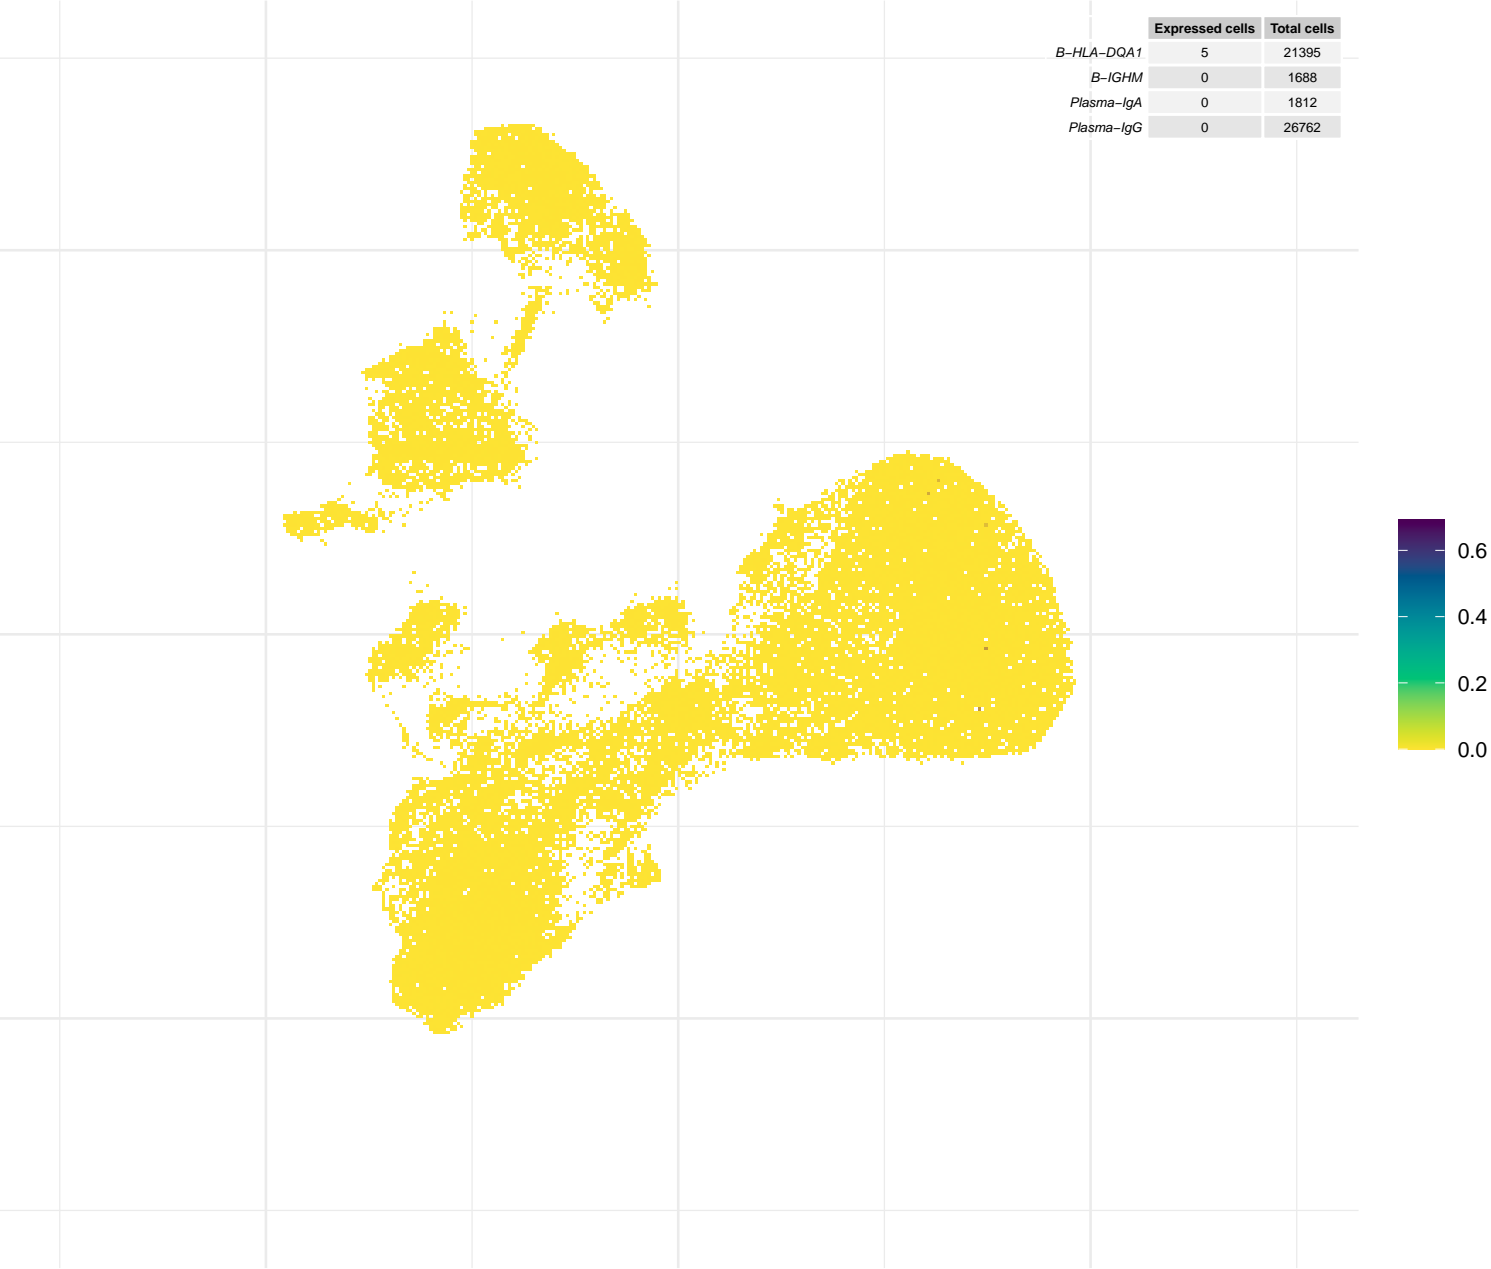 Expressed cells Total cells
B−HLA−DQA1 5 21395
B−IGHM 0 1688
Plasma−IgA 0 1812
Plasma−IgG 0 26762
0.6
0.4
0.2
0.0